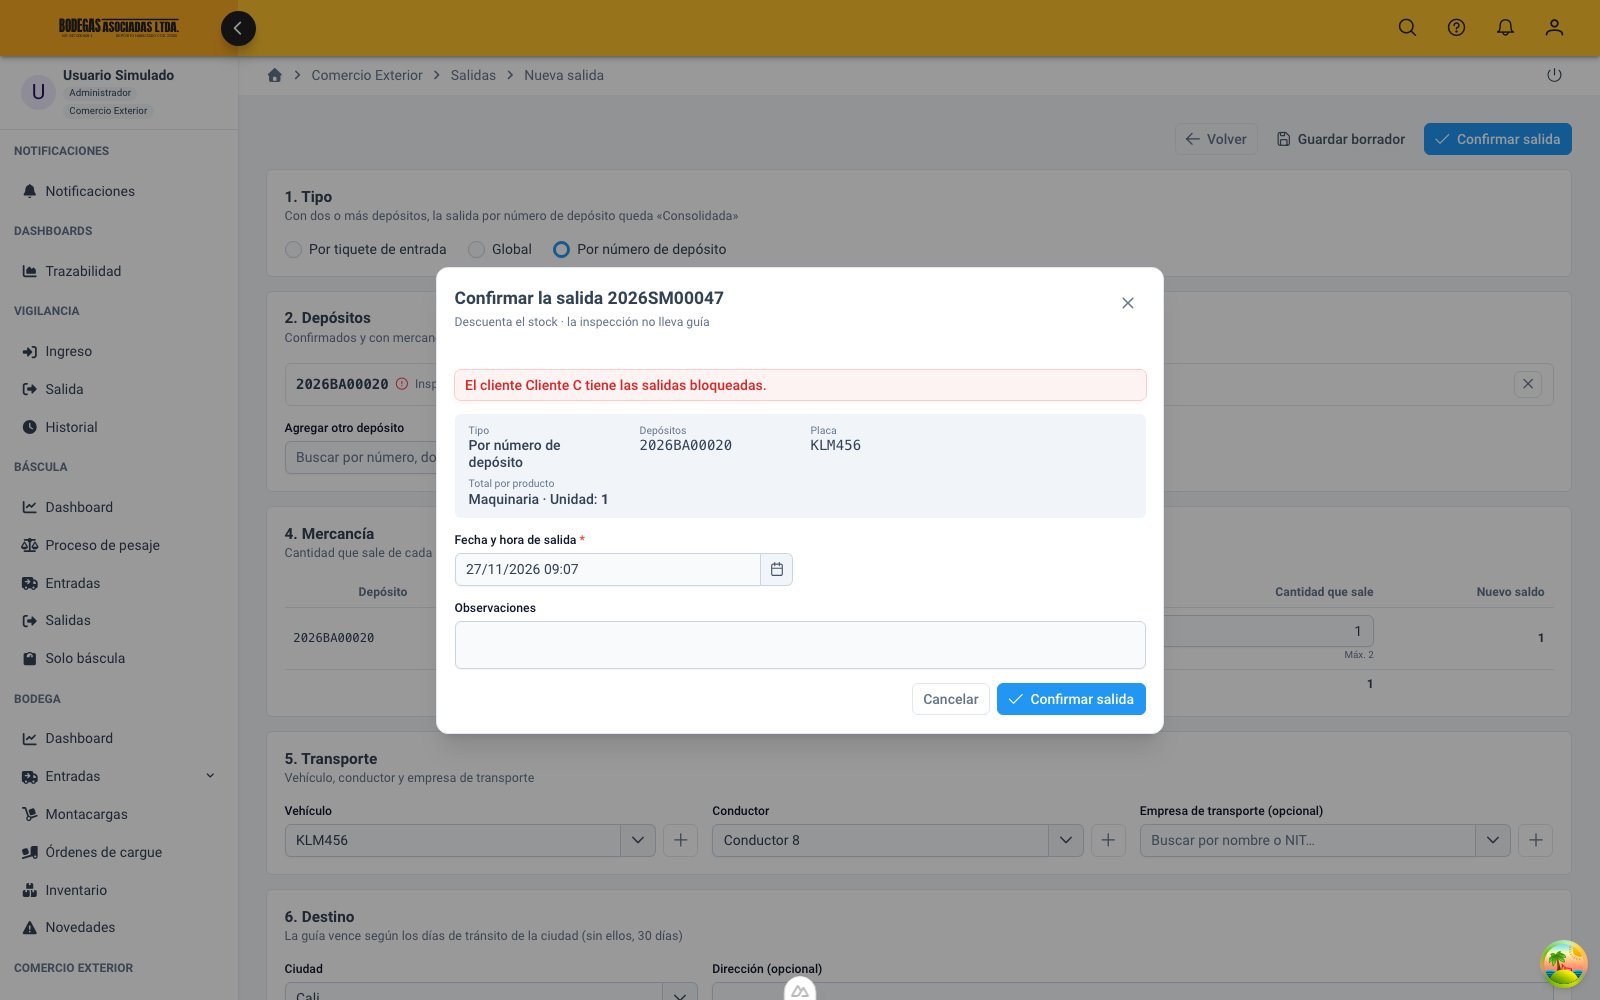 BODEGAS ASOCIADAS LTDA.
Usuario Simulado
U
Administrador
Comercio Exterior
NOTIFICACIONES
Notificaciones
DASHBOARDS
Trazabilidad
VIGILANCIA
Ingreso
Salida
Historial
BÁSCULA
Dashboard
Proceso de pesaje
Entradas
Salidas
Solo báscula
BODEGA
Dashboard
Entradas
Montacargas
Órdenes de cargue
Inventario
Novedades
COMERCIO EXTERIOR
Comercio Exterior
Salidas
Nueva salida
Volver
Guardar borrador
Confirmar salida
1. Tipo
Con dos o más depósitos, la salida por número de depósito queda «Consolidada»
Por tiquete de entrada
Global
Por número de depósito
2. Depósitos
Confirmados y con mercan
2026BA00020
Insp
Agregar otro depósito
Buscar por número, do
4. Mercancía
Cantidad que sale de cada
Depósito
Cantidad que sale
Nuevo saldo
2026BA00020
1
Máx. 2
1
1
Confirmar la salida 2026SM00047
Descuenta el stock · la inspección no lleva guía
El cliente Cliente C tiene las salidas bloqueadas.
Tipo
Por número de
depósito
Depósitos
2026BA00020
Placa
KLM456
Total por producto
Maquinaria · Unidad: 1
Fecha y hora de salida *
27/11/2026 09:07
Observaciones
Cancelar
Confirmar salida
5. Transporte
Vehículo, conductor y empresa de transporte
Vehículo
KLM456
Conductor
Conductor 8
Empresa de transporte (opcional)
Buscar por nombre o NIT...
6. Destino
La guía vence según los días de tránsito de la ciudad (sin ellos, 30 días)
Ciudad
Cali
Dirección (opcional)